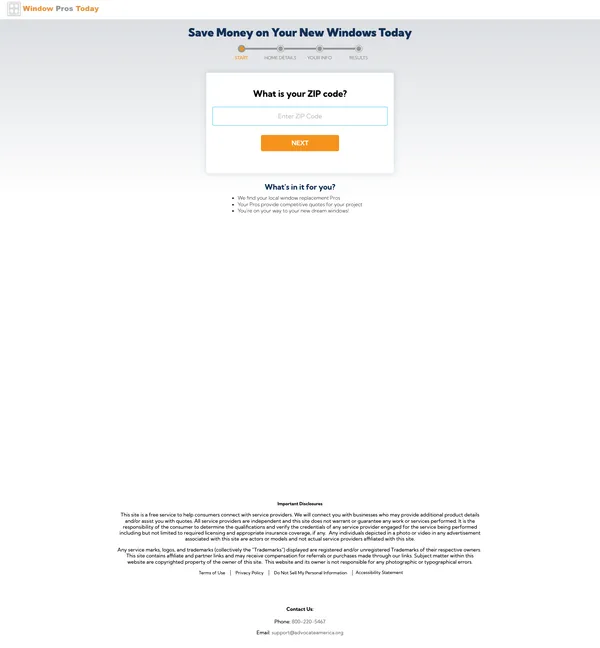 Window Pros Today
Save Money on Your New Windows Today
START
HOME DETAILS
YOUR INFO
RESULTS
What is your ZIP code?
Enter ZIP Code
NEXT
What's in it for you?
• We find your local window replacement Pros
• Your Pros provide competitive quotes for your project
• You're on your way to your new dream windows!
Important Disclosures
This site is a free service to help consumers connect with service providers. We will connect you with businesses who may provide additional product details
and/or assist you with quotes. All service providers are independent and this site does not warrant or guarantee any work or services performed. It is the
responsibility of the consumer to determine the qualifications and verify the credentials of any service provider engaged for the service being performed
including but not limited to required licensing and appropriate insurance coverage, if any. Any individuals depicted in a photo or video in any advertisement
associated with this site are actors or models and not actual service providers affiliated with this site.
Any service marks, logos, and trademarks (collectively the "Trademarks") displayed are registered and/or unregistered Trademarks of their respective owners.
This site contains affiliate and partner links and may receive compensation for referrals or purchases made through our links. Subject matter within this
website are copyrighted property of the owner of this site. This website and its owner is not responsible for any photographic or typographical errors.
Terms of Use | Privacy Policy | Do Not Sell My Personal Information | Accessibility Statement
Contact Us:
Phone: 800-220-5467
Email: support@advocateamerica.org